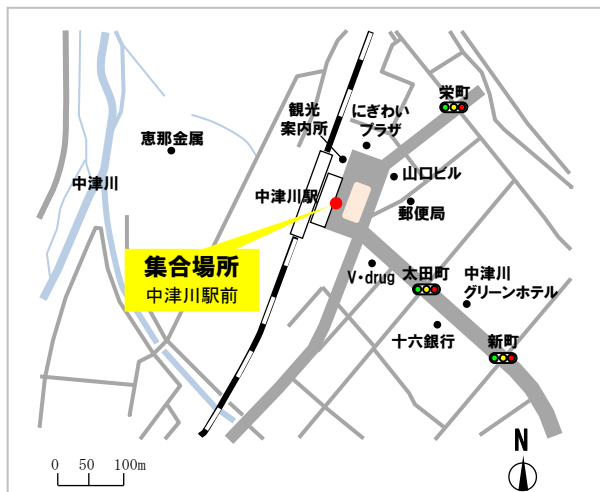 栄町
観光
案内所
にぎわい
プラザ
恵那金属
山口ビル
中津川
中津川駅
郵便局
集合場所
中津川駅前
V・drug
太田町
中津川
グリーンホテル
十六銀行
新町
N
0 50 100m